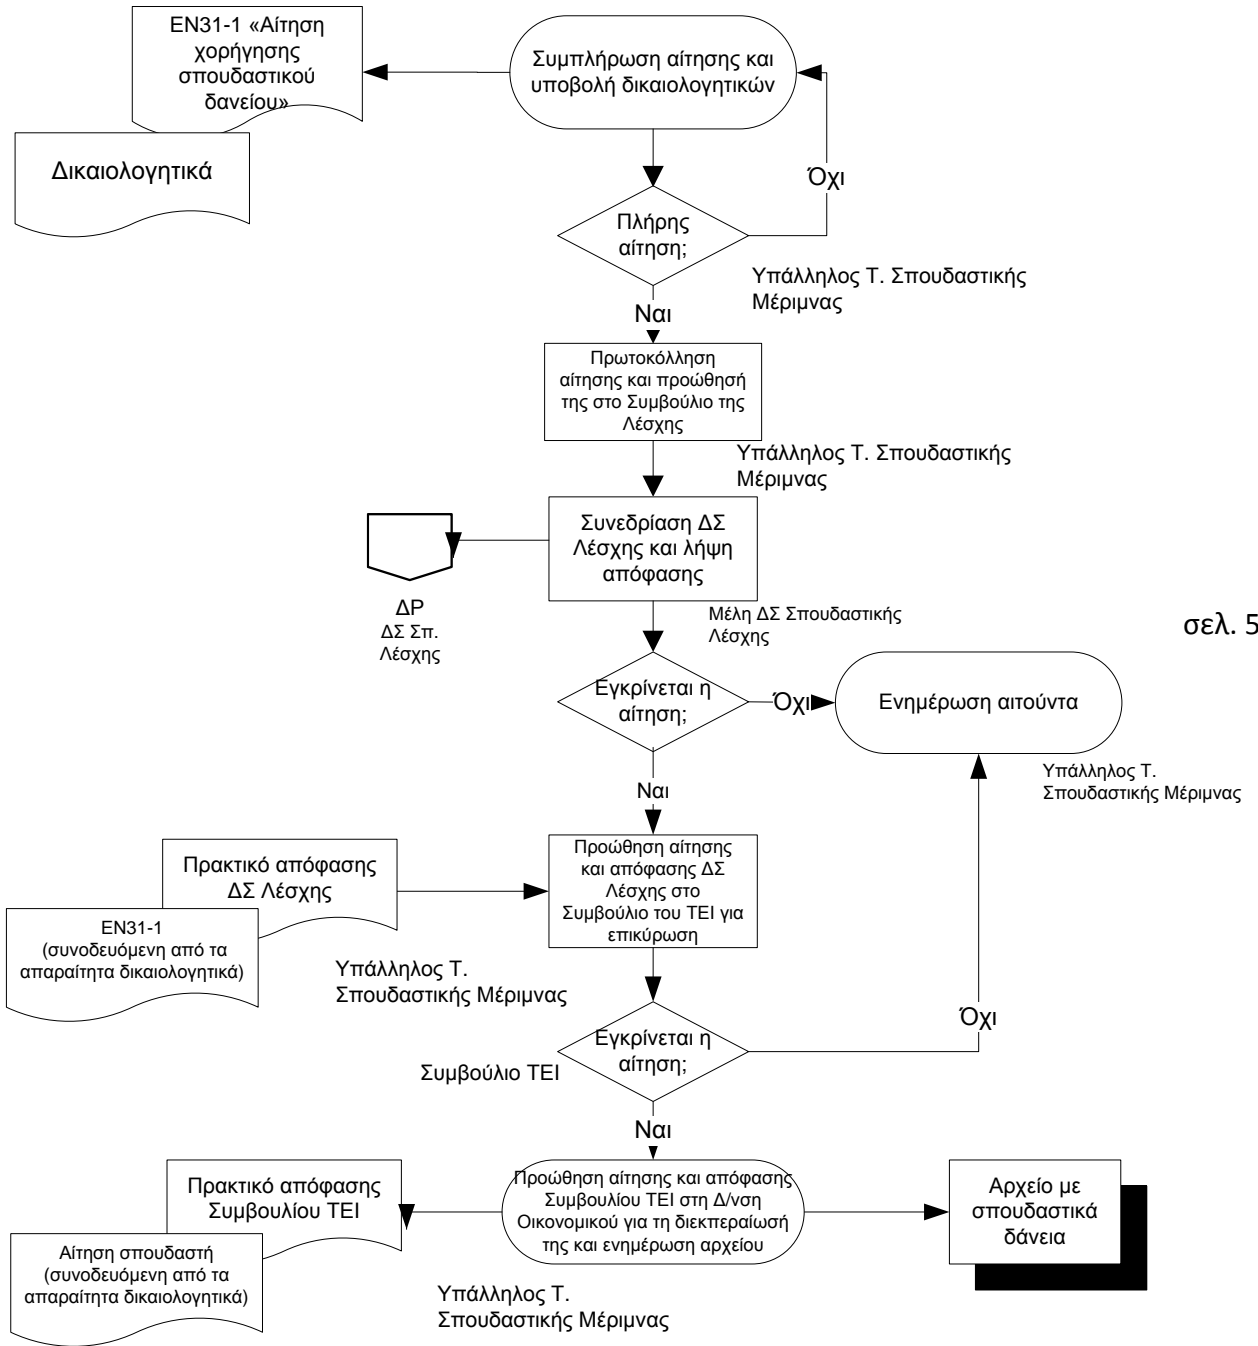 ΕΝ31-1 «Αίτηση
χορήγησης
σπουδαστικού
δανείου»
Συμπλήρωση αίτησης και
υποβολή δικαιολογητικών
Δικαιολογητικά
Όχι
Πλήρης
αίτηση;
Υπάλληλος Τ. Σπουδαστικής
Μέριμνας
Ναι
Πρωτοκόλληση
αίτησης και προώθησή
της στο Συμβούλιο της
Λέσχης
Υπάλληλος Τ. Σπουδαστικής
Μέριμνας
Συνεδρίαση ΔΣ
Λέσχης και λήψη
απόφασης
ΔΡ
ΔΣ Σπ.
Λέσχης
Μέλη ΔΣ Σπουδαστικής
Λέσχης
σελ. 5
Εγκρίνεται η
αίτηση;
Όχι
Ενημέρωση αιτούντα
Υπάλληλος Τ.
Σπουδαστικής Μέριμνας
Ναι
Προώθηση αίτησης
και απόφασης ΔΣ
Λέσχης στο
Συμβούλιο του ΤΕΙ για
επικύρωση
Πρακτικό απόφασης
ΔΣ Λέσχης
ΕΝ31-1
(συνοδευόμενη από τα
απαραίτητα δικαιολογητικά)
Υπάλληλος Τ.
Σπουδαστικής Μέριμνας
Εγκρίνεται η
αίτηση;
Όχι
Συμβούλιο ΤΕΙ
Ναι
Προώθηση αίτησης και απόφασης
Συμβουλίου ΤΕΙ στη Δ/νση
Οικονομικού για τη διεκπεραίωσή
της και ενημέρωση αρχείου
Πρακτικό απόφασης
Συμβουλίου ΤΕΙ
Αίτηση σπουδαστή
(συνοδευόμενη από τα
απαραίτητα δικαιολογητικά)
Αρχείο με
σπουδαστικά
δάνεια
Υπάλληλος Τ.
Σπουδαστικής Μέριμνας